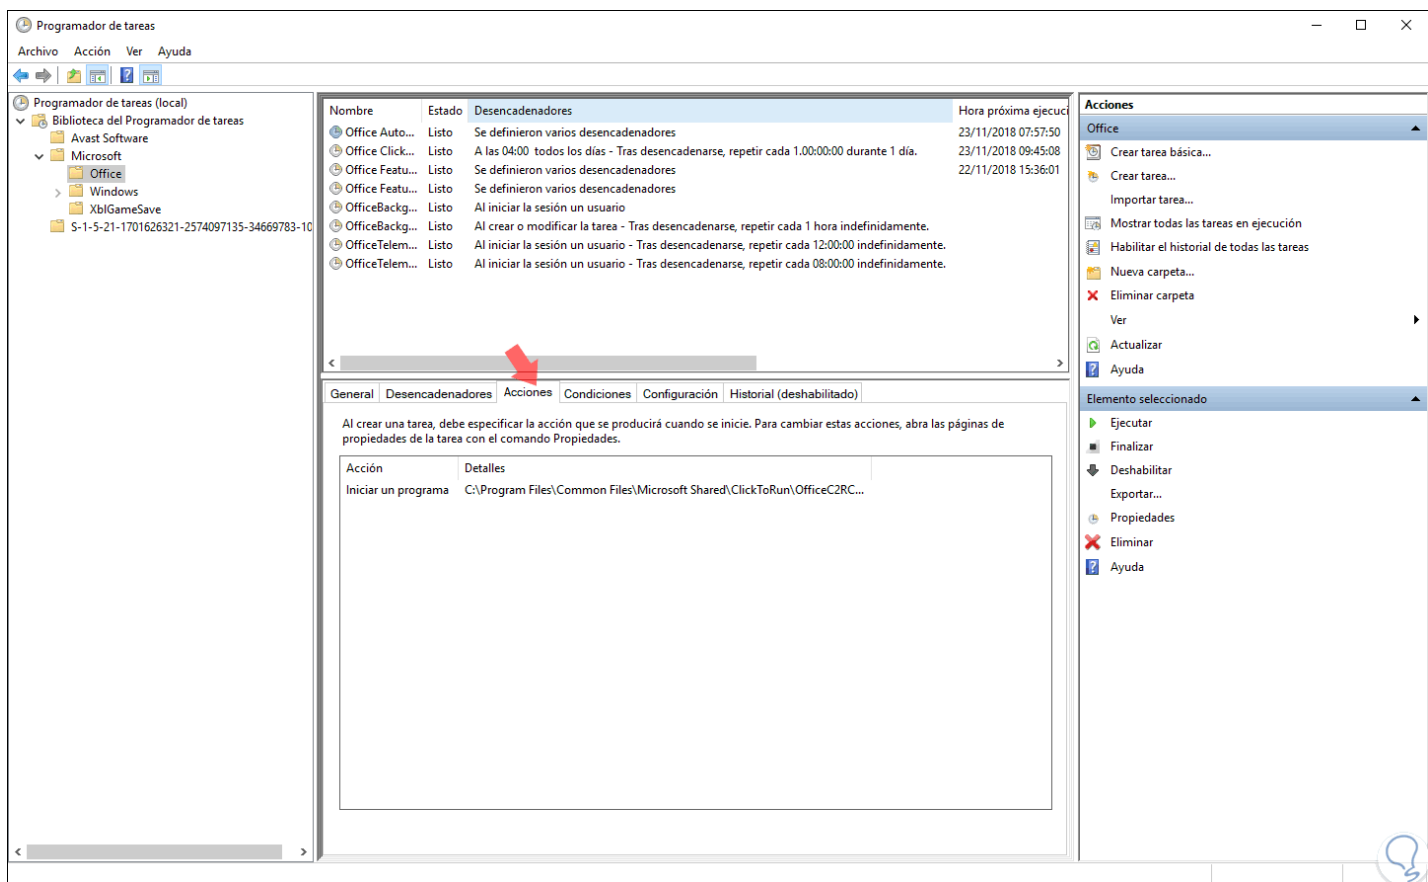 Programador de tareas
Archivo Acción Ver Ayuda
Programador de tareas (local)
Biblioteca del Programador de tareas
Avast Software
Microsoft
Office
Windows
XblGameSave
S-1-5-21-1701626321-2574097135-34669783-10
Nombre Estado Desencadenadores Hora próxima ejecuci
Office Auto... Listo Se definieron varios desencadenadores 23/11/2018 07:57:50
Office Click... Listo A las 04:00 todos los días - Tras desencadenarse, repetir cada 1.00:00:00 durante 1 día. 23/11/2018 09:45:08
Office Featu... Listo Se definieron varios desencadenadores 22/11/2018 15:36:01
Office Featu... Listo Se definieron varios desencadenadores
OfficeBackg... Listo Al iniciar la sesión un usuario
OfficeBackg... Listo Al crear o modificar la tarea - Tras desencadenarse, repetir cada 1 hora indefinidamente.
OfficeTelem... Listo Al iniciar la sesión un usuario - Tras desencadenarse, repetir cada 12:00:00 indefinidamente.
OfficeTelem... Listo Al iniciar la sesión un usuario - Tras desencadenarse, repetir cada 08:00:00 indefinidamente.
General Desencadenadores Acciones Condiciones Configuración Historial (deshabilitado)
Al crear una tarea, debe especificar la acción que se producirá cuando se inicie. Para cambiar estas acciones, abra las páginas de
propiedades de la tarea con el comando Propiedades.
Acción Detalles
Iniciar un programa C:\Program Files\Common Files\Microsoft Shared\ClickToRun\OfficeC2RC...
Acciones
Office
Crear tarea básica...
Crear tarea...
Importar tarea...
Mostrar todas las tareas en ejecución
Habilitar el historial de todas las tareas
Nueva carpeta...
Eliminar carpeta
Ver
Actualizar
Ayuda
Elemento seleccionado
Ejecutar
Finalizar
Deshabilitar
Exportar...
Propiedades
Eliminar
Ayuda